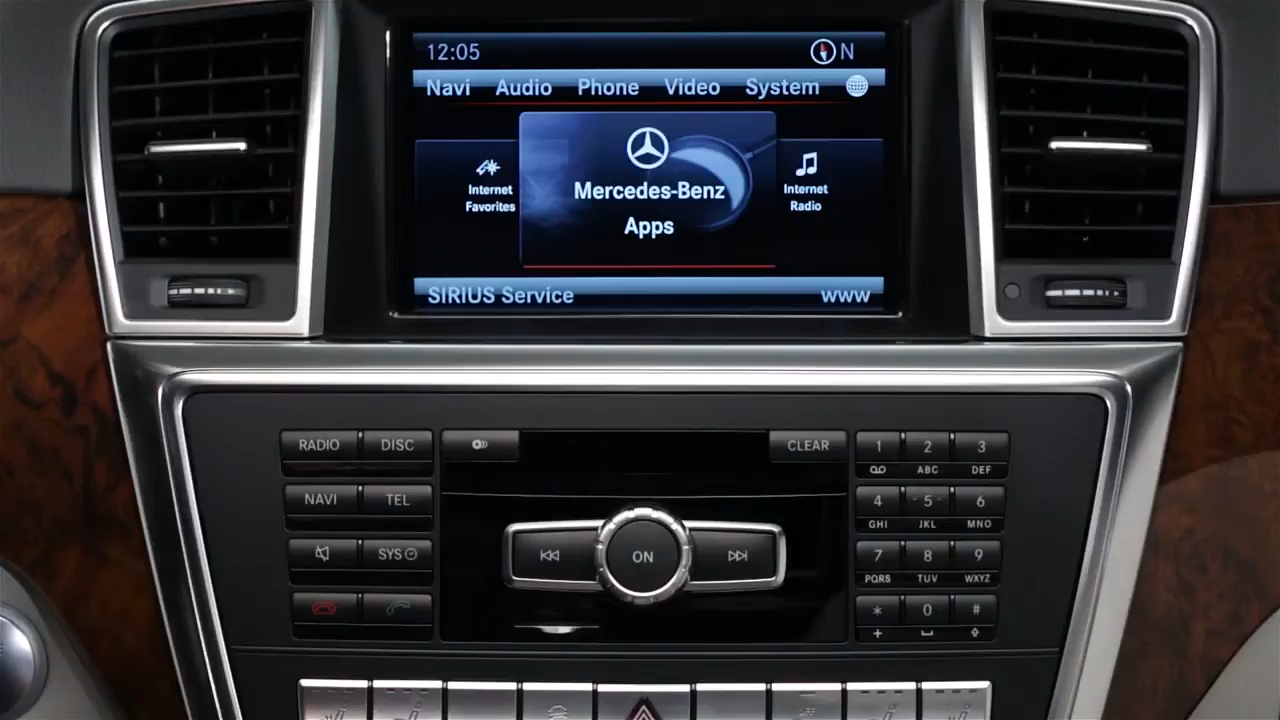 12:05 N
Navi Audio Phone Video System
Internet
Favorites
Mercedes-Benz
Apps
Internet
Radio
SIRIUS Service www
RADIO DISC
CLEAR
1 2 3
ABC DEF
NAVI TEL
4 5 6
GHI JKL MNO
SYS
ON
7 8 9
PQRS TUV WXYZ
* 0 #
+